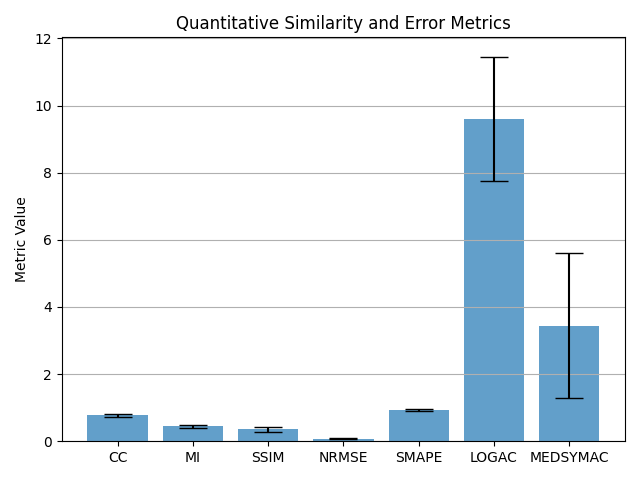 Quantitative Similarity and Error Metrics
Metric Value
12
10
8
6
4
2
0
CC MI SSIM NRMSE SMAPE LOGAC MEDSYMAC